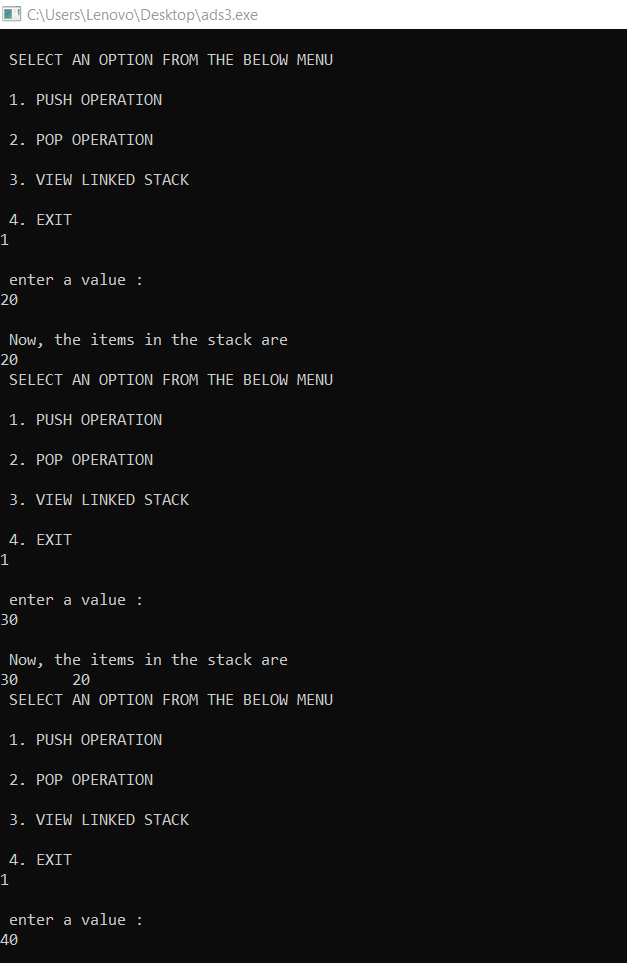 C:\Users\Lenovo\Desktop\ads3.exe
SELECT AN OPTION FROM THE BELOW MENU
1. PUSH OPERATION
2. POP OPERATION
3. VIEW LINKED STACK
4. EXIT
1
enter a value :
20
Now, the items in the stack are
20
SELECT AN OPTION FROM THE BELOW MENU
1. PUSH OPERATION
2. POP OPERATION
3. VIEW LINKED STACK
4. EXIT
1
enter a value :
30
Now, the items in the stack are
30      20
SELECT AN OPTION FROM THE BELOW MENU
1. PUSH OPERATION
2. POP OPERATION
3. VIEW LINKED STACK
4. EXIT
1
enter a value :
40